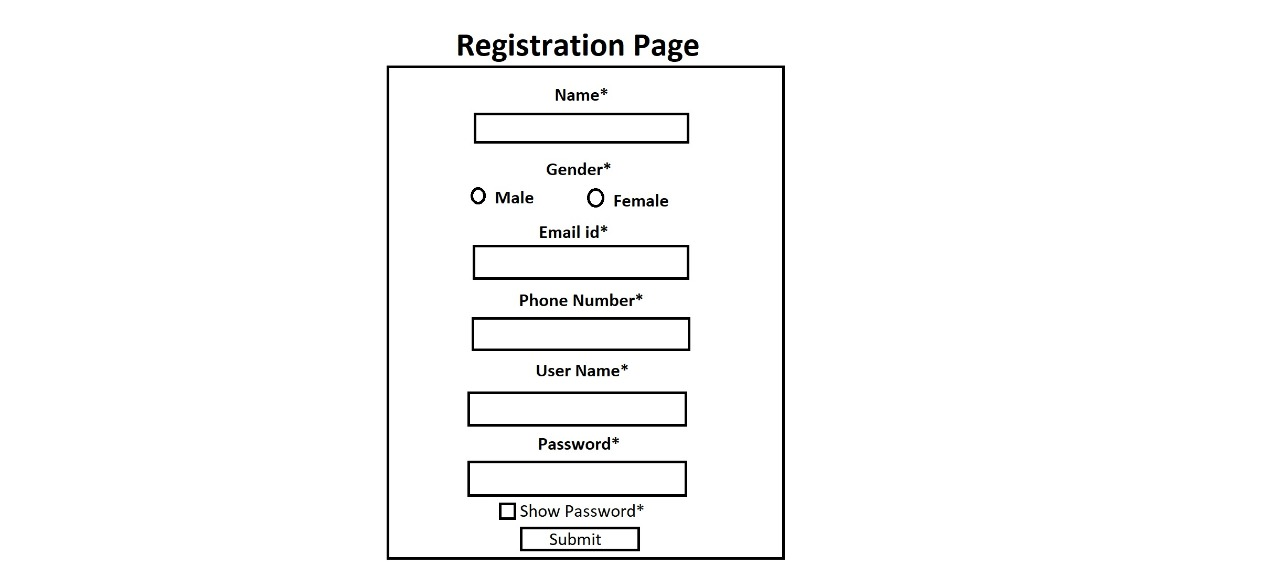 Registration Page
Name*
Gender*
Male Female
Email id*
Phone Number*
User Name*
Password*
Show Password*
Submit